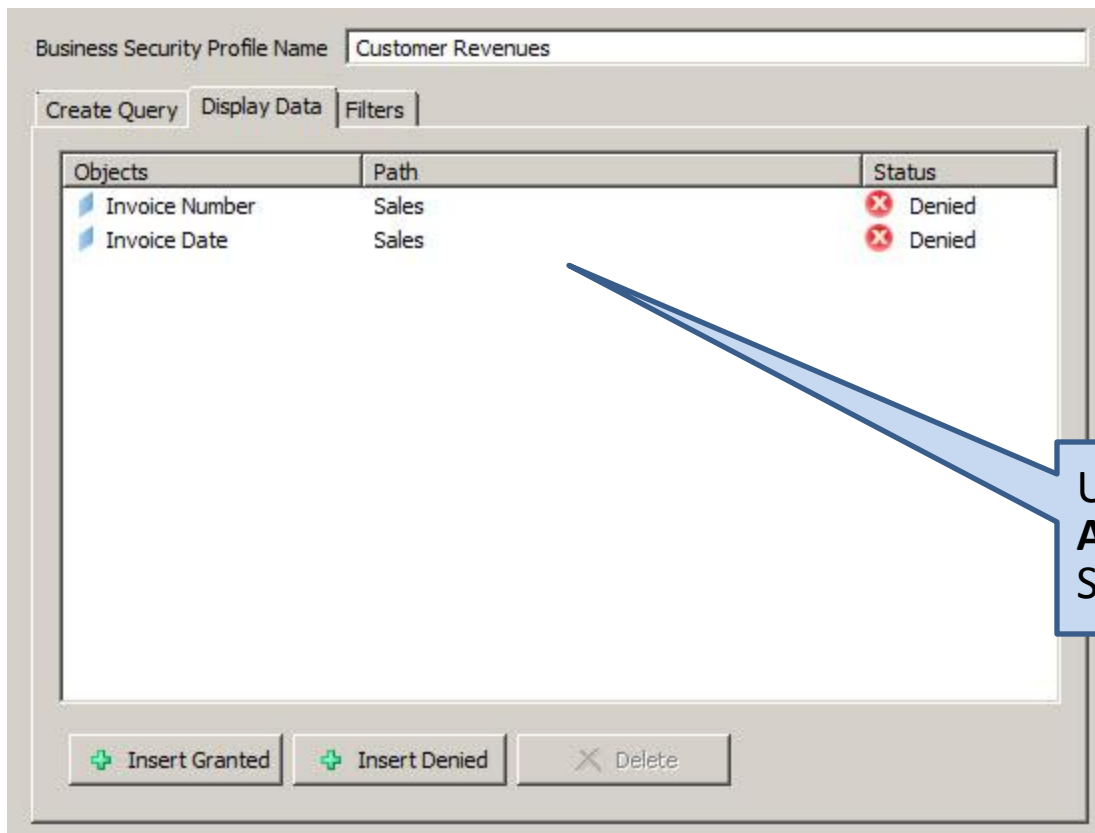 Business Security Profile Name Customer Revenues
Create Query Display Data Filters
Objects Path Status
Invoice Number Sales Denied
Invoice Date Sales Denied
Insert Granted Insert Denied Delete